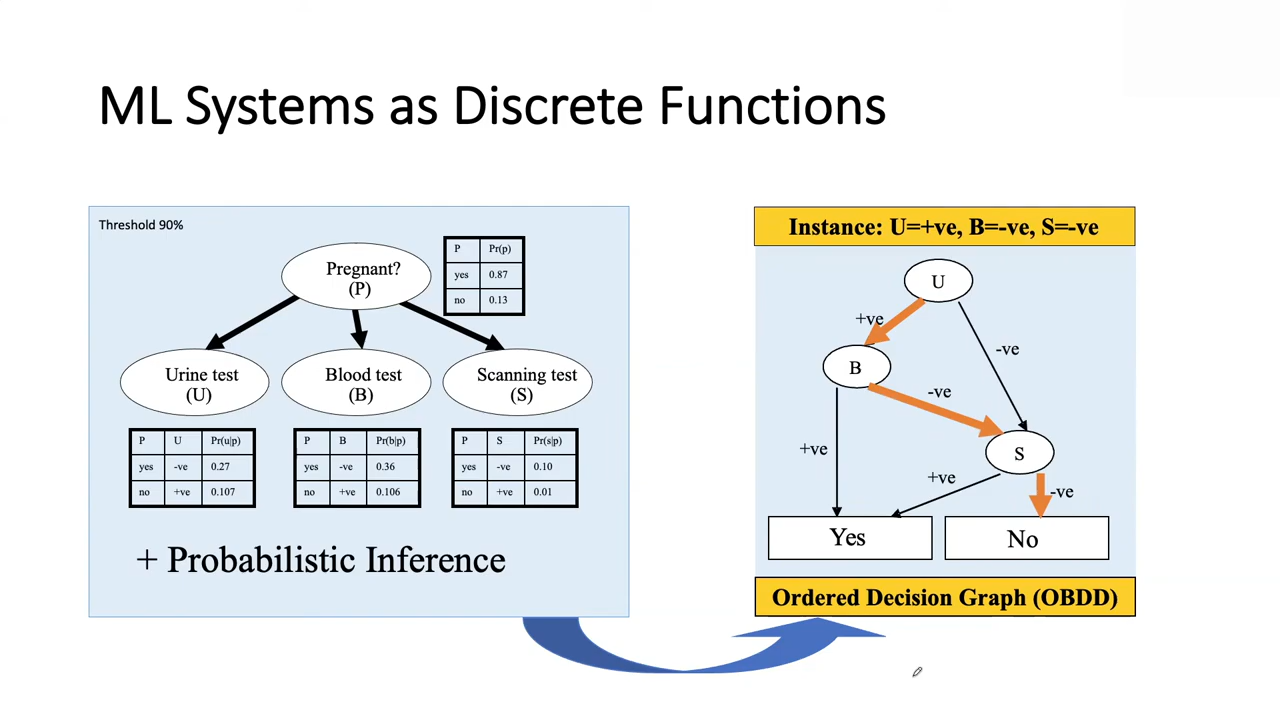 ML Systems as Discrete Functions
Threshold 90%
Pregnant?
(P)
P Pr(p)
yes 0.87
no 0.13
Urine test
(U)
Blood test
(B)
Scanning test
(S)
P U Pr(u|p)
yes -ve 0.27
no +ve 0.107
P B Pr(b|p)
yes -ve 0.36
no +ve 0.106
P S Pr(s|p)
yes -ve 0.10
no +ve 0.01
+ Probabilistic Inference
Instance: U=+ve, B=-ve, S=-ve
U
+ve
-ve
B
-ve
+ve
S
+ve
-ve
Yes
No
Ordered Decision Graph (OBDD)